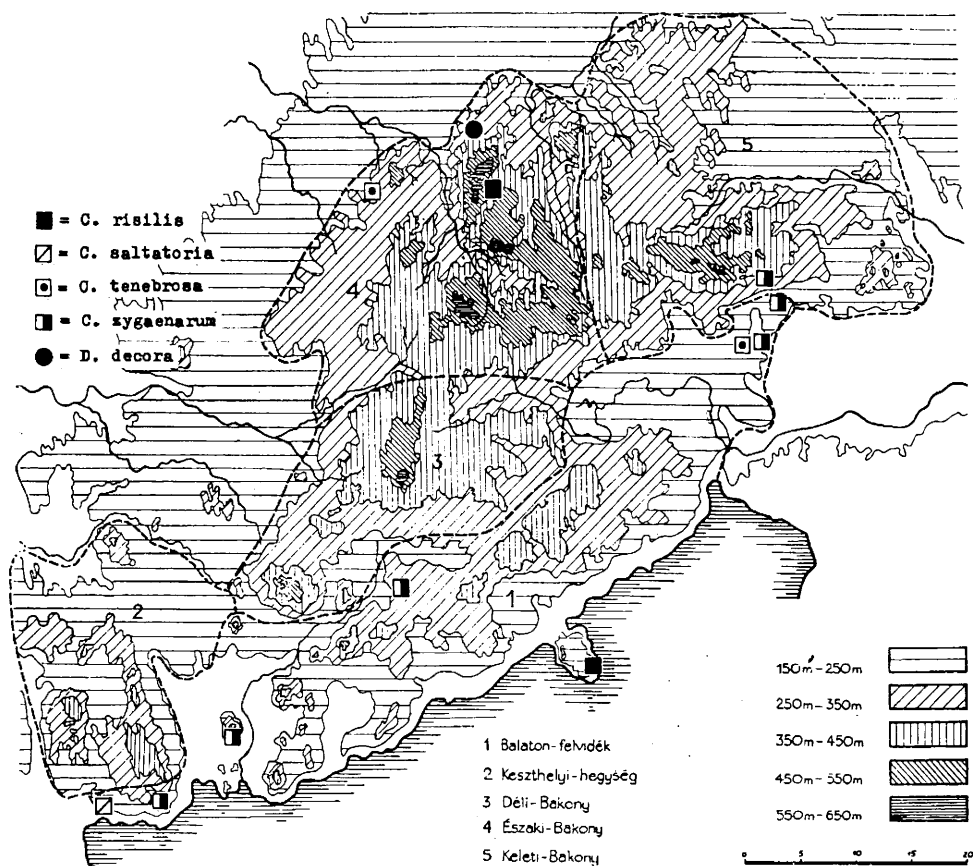 ■ = C. risilis
◪ = C. saltatoria
⊡ = C. tenebrosa
◨ = C. zygaenarum
● = D. decora
5
4
3
2
1
150m-250m
250m-350m
350m-450m
450m-550m
550m-650m
1 Balaton-felvidék
2 Keszthelyi-hegység
3 Déli-Bakony
4 Északi-Bakony
5 Keleti-Bakony
0 5 10 15 20